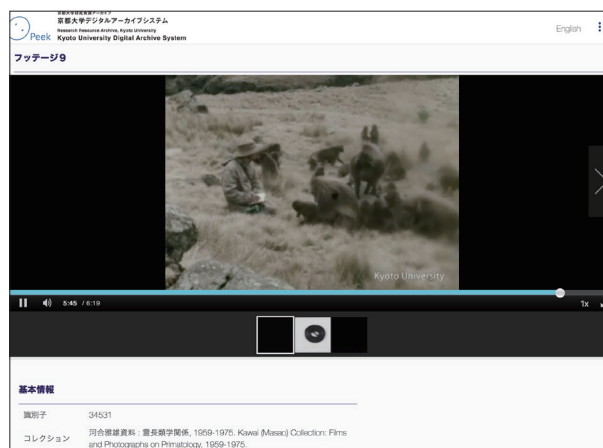 京都大学研究資源アーカイブ
京都大学デジタルアーカイブシステム
Research Resource Archive, Kyoto University
Peek Kyoto University Digital Archive System
English
フッテージ9
Kyoto University
5:45 / 6:19
1x
基本情報
識別子 34531
コレクション 河合雅雄資料：霊長類学関係, 1959-1975. Kawai (Masao) Collection: Films
and Photographs on Primatology, 1959-1975.